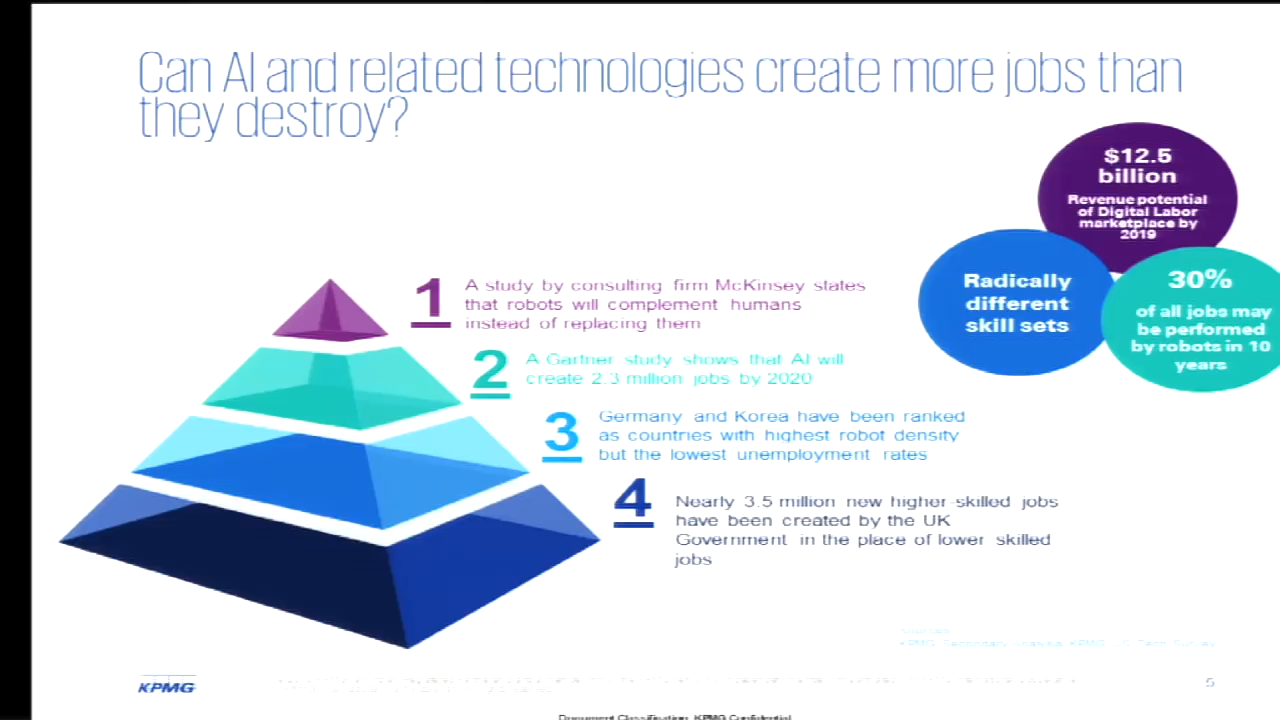 Can AI and related technologies create more jobs than
they destroy?
$12.5
billion
Revenue potential
of Digital Labor
marketplace by
2019
Radically
different
skill sets
30%
of all jobs may
be performed
by robots in 10
years
1
A study by consulting firm McKinsey states
that robots will complement humans
instead of replacing them
2
A Gartner study shows that AI will
create 2.3 million jobs by 2020
3
Germany and Korea have been ranked
as countries with highest robot density
but the lowest unemployment rates
4
Nearly 3.5 million new higher-skilled jobs
have been created by the UK
Government in the place of lower skilled
jobs
KPMG
5
Document Classification: KPMG Confidential